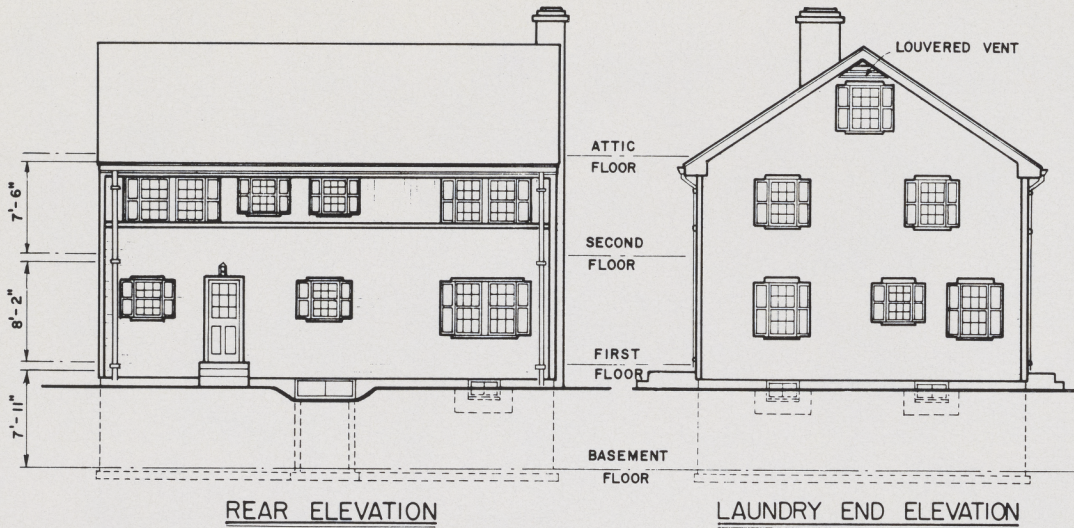 LOUVERED VENT
ATTIC
FLOOR
7'-6"
SECOND
FLOOR
8'-2"
FIRST
FLOOR
7'-11"
BASEMENT
FLOOR
REAR ELEVATION
LAUNDRY END ELEVATION